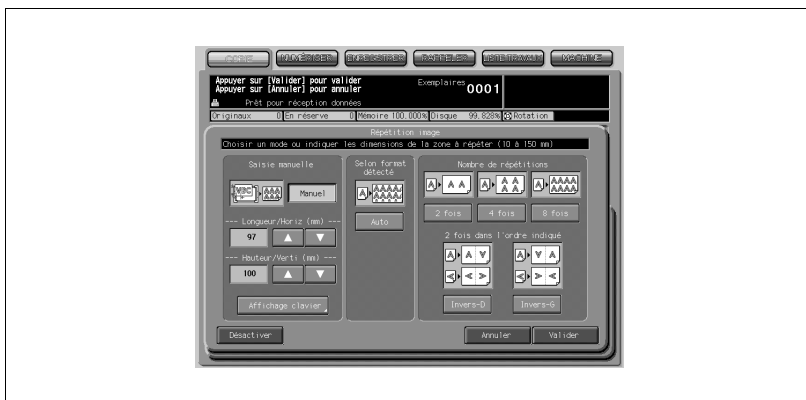 COPIE NUMÉRISER ENREGISTRER RAPPELER LISTE TRAVAUX MACHINE
Appuyer sur [Valider] pour valider
Appuyer sur [Annuler] pour annuler
Exemplaires 0001
Prêt pour réception données
Originaux 0 En réserve 0 Mémoire 100.000% Disque 99.828% Rotation
Répétition image
Choisir un mode ou indiquer les dimensions de la zone à répéter (10 à 150 mm)
Saisie manuelle
Manuel
--- Longueur/Horiz (mm) ---
97
--- Hauteur/Verti (mm) ---
100
Affichage clavier
Selon format
détecté
Auto
Nombre de répétitions
2 fois 4 fois 8 fois
2 fois dans l'ordre indiqué
Invers-D Invers-G
Désactiver Annuler Valider